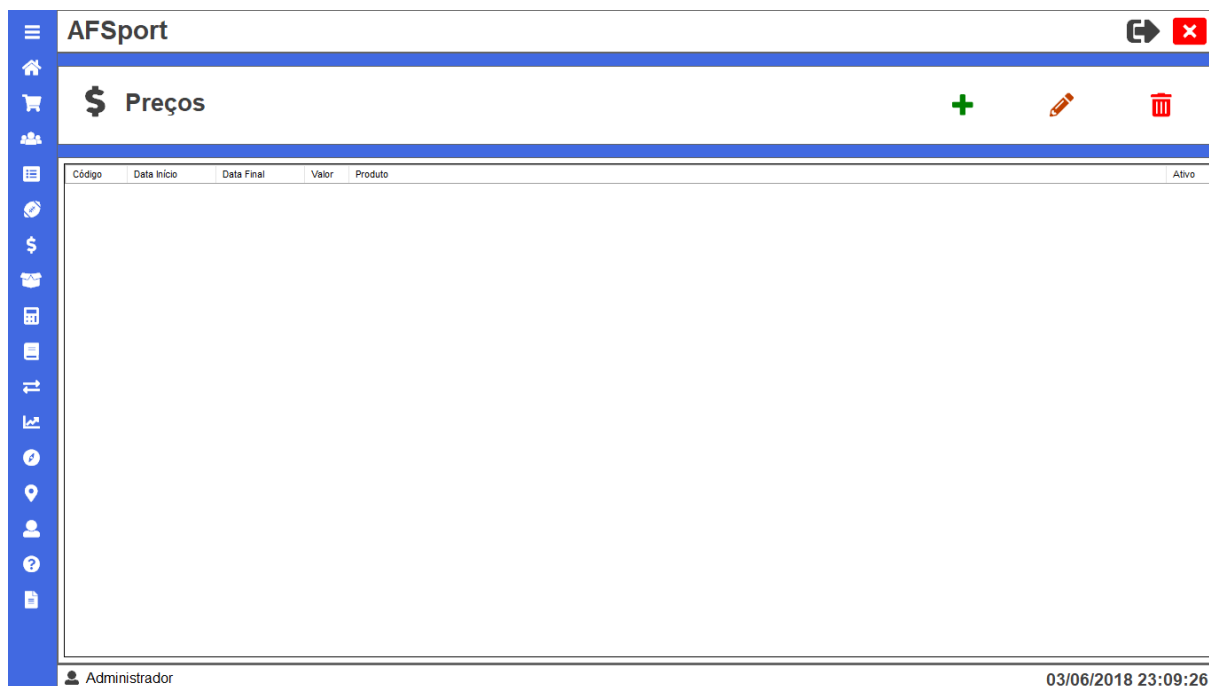 AFSport
Preços
Código Data Início Data Final Valor Produto Ativo
Administrador 03/06/2018 23:09:26